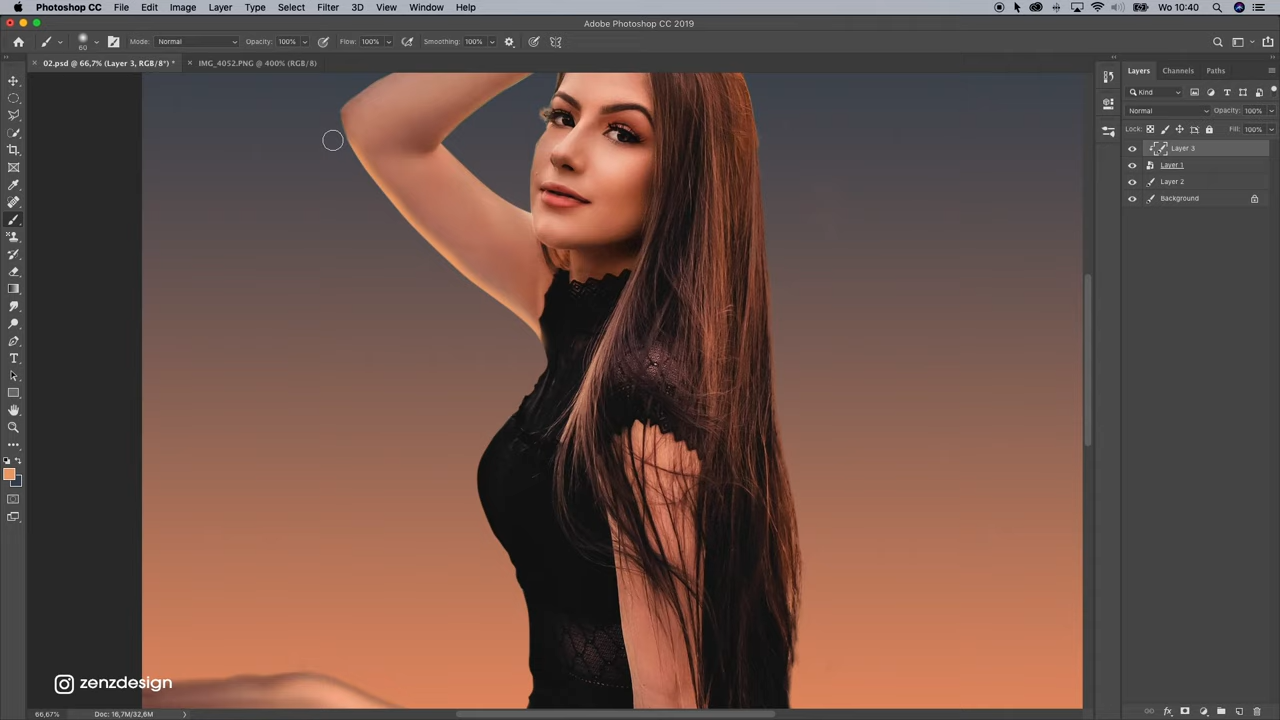 Photoshop CC File Edit Image Layer Type Select Filter 3D View Window Help Wo 10:40
Adobe Photoshop CC 2019
60 Mode: Normal Opacity: 100% Flow: 100% Smoothing: 100%
02.psd @ 66,7% (Layer 3, RGB/8*) * IMG_4052.PNG @ 400% (RGB/8)
Layers Channels Paths
Kind
Normal Opacity: 100%
Lock: Fill: 100%
Layer 3
Layer 1
Layer 2
Background
zenzdesign
66,67% Doc: 16,7M/32,6M